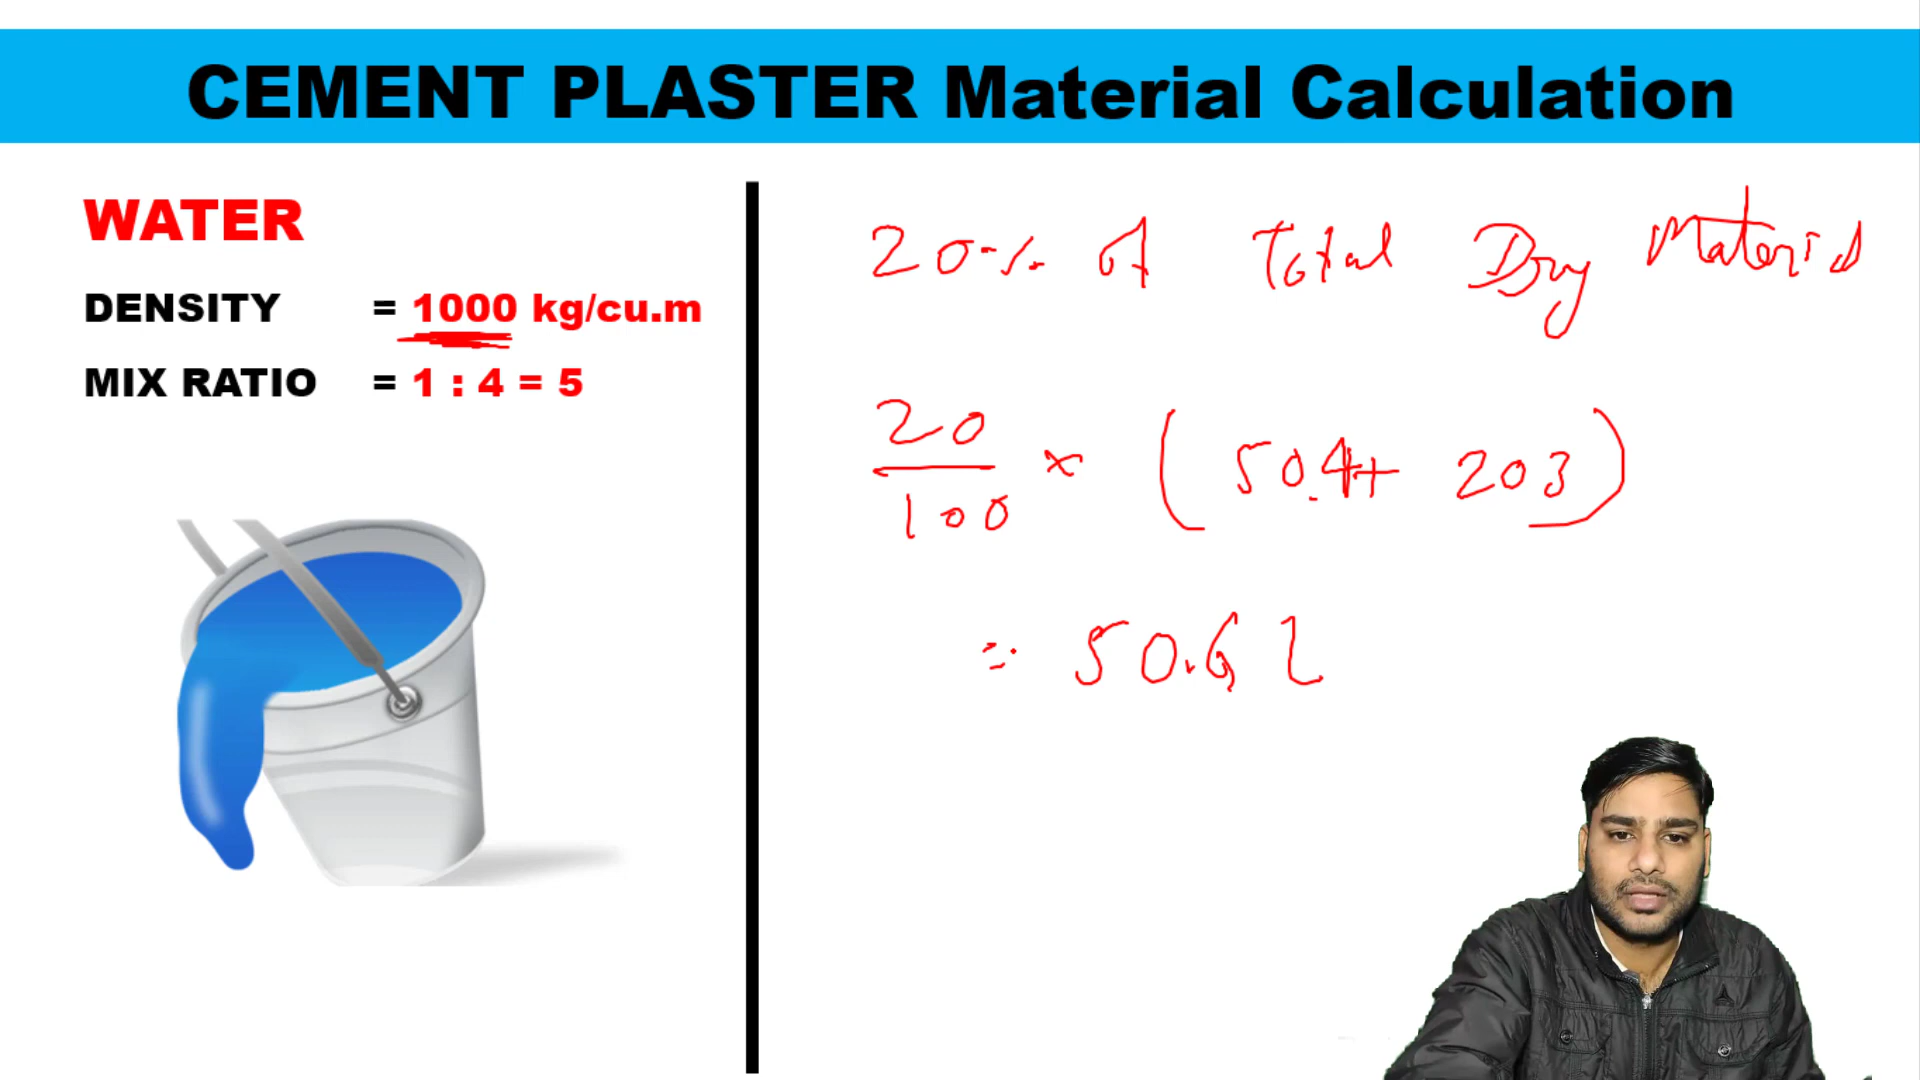 CEMENT PLASTER Material Calculation
WATER
DENSITY = 1000 kg/cu.m
MIX RATIO = 1 : 4 = 5
20% of Total Dry Material
20/100 × (50.4+ 203)
= 50.6 L